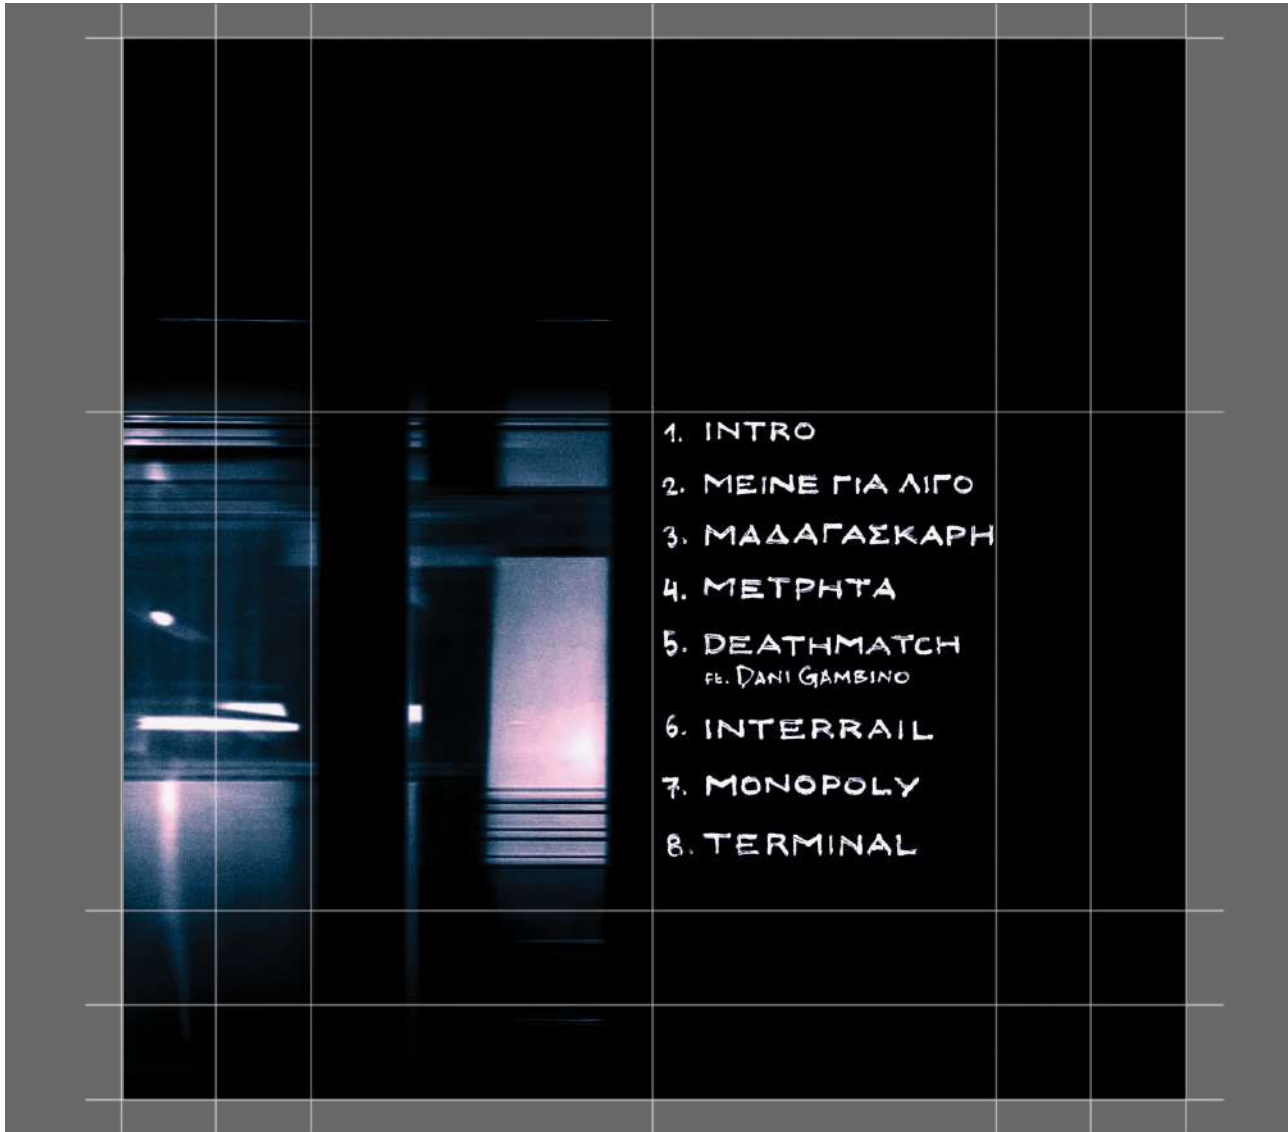 1. INTRO
2. ΜΕΙΝΕ ΓΙΑ ΛΙΓΟ
3. ΜΑΔΑΓΑΣΚΑΡΗ
4. ΜΕΤΡΗΤΑ
5. DEATHMATCH
FT. DANI GAMBINO
6. INTERRAIL
7. MONOPOLY
8. TERMINAL